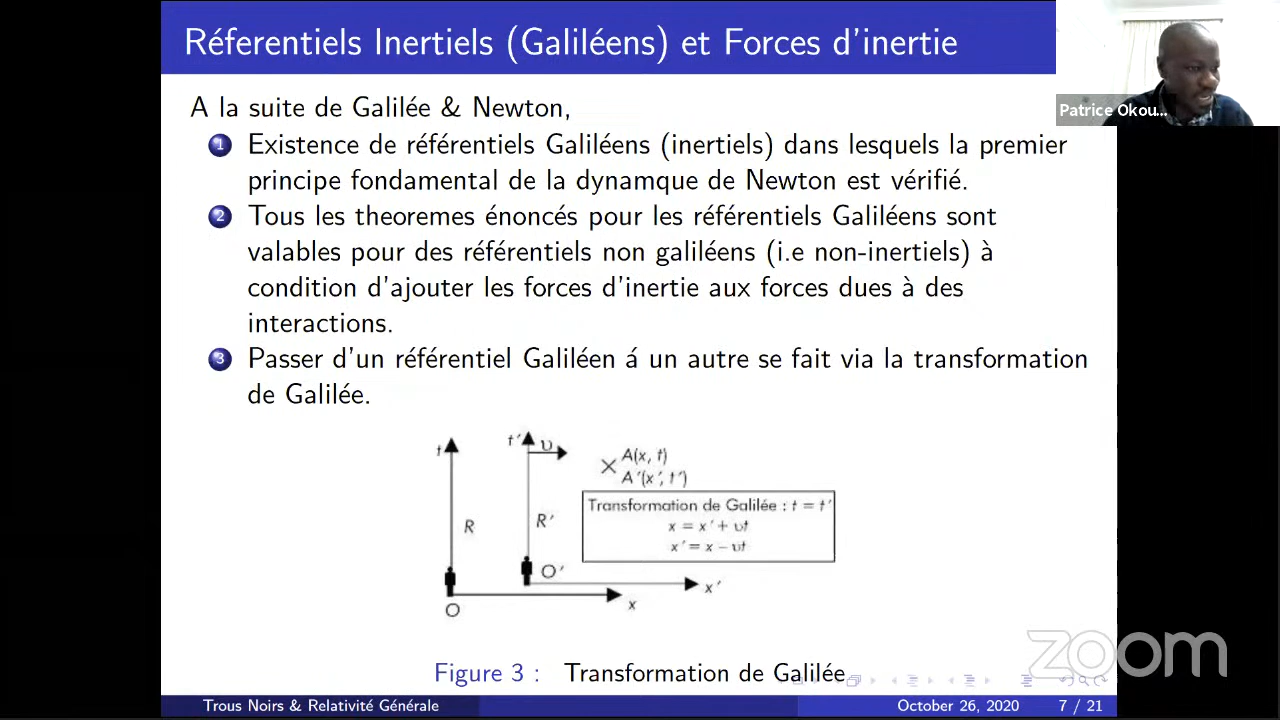 Réferentiels Inertiels (Galiléens) et Forces d'inertie
Patrice Okou...
A la suite de Galilée & Newton,
1 Existence de référentiels Galiléens (inertiels) dans lesquels la premier
principe fondamental de la dynamque de Newton est vérifié.
2 Tous les theoremes énoncés pour les référentiels Galiléens sont
valables pour des référentiels non galiléens (i.e non-inertiels) à
condition d'ajouter les forces d'inertie aux forces dues à des
interactions.
3 Passer d'un référentiel Galiléen á un autre se fait via la transformation
de Galilée.
t
t'
υ
A(x, t)
A'(x', t')
Transformation de Galilée : t = t'
x = x' + υt
x' = x - υt
R
R'
O'
x'
O
x
zoom
Figure 3 : Transformation de Galilée
Trous Noirs & Relativité Générale
October 26, 2020
7 / 21